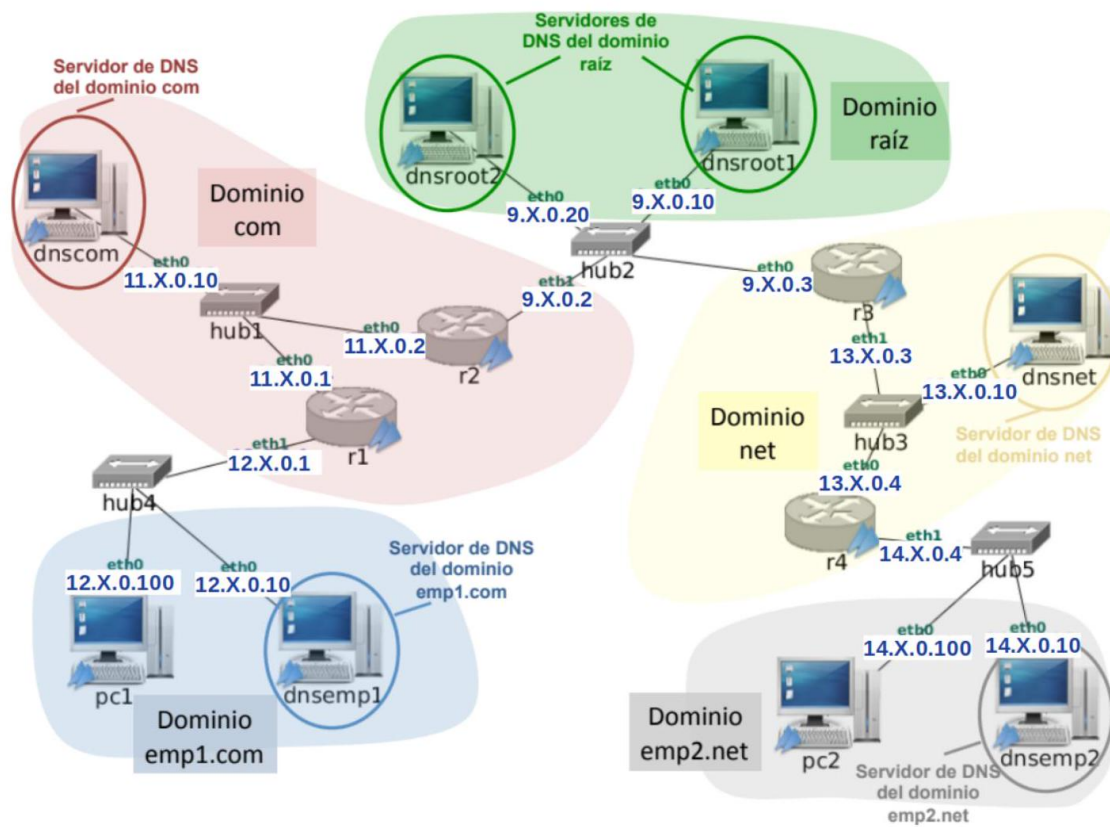 Servidores de
DNS del dominio
raíz
Servidor de DNS
del dominio com
Dominio
raíz
dnsroot2
dnsroot1
eth0
9.X.0.20
eth0
9.X.0.10
Dominio
com
dnscom
eth0
11.X.0.10
hub2
eth1
9.X.0.2
eth0
9.X.0.3
r3
hub1
eth0
11.X.0.2
r2
eth0
11.X.0.1
eth1
13.X.0.3
eth0
13.X.0.10
dnsnet
Dominio
net
hub3
Servidor de DNS
del dominio net
r1
eth1
12.X.0.1
hub4
eth0
13.X.0.4
r4
eth1
14.X.0.4
hub5
Servidor de DNS
del dominio
emp1.com
eth0
12.X.0.100
eth0
12.X.0.10
pc1
dnsemp1
Dominio
emp1.com
eth0
14.X.0.100
eth0
14.X.0.10
Dominio
emp2.net
pc2
dnsemp2
Servidor de DNS
del dominio
emp2.net